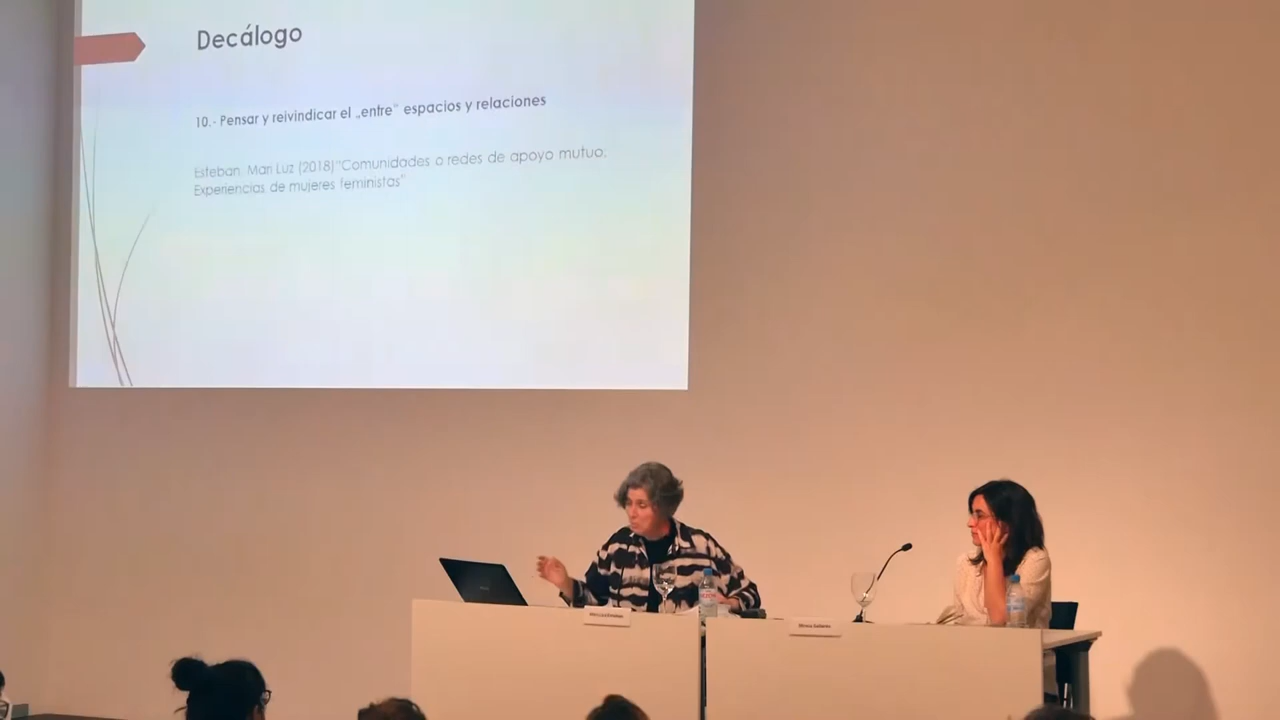 Decálogo
10.- Pensar y reivindicar el „entre“ espacios y relaciones
Esteban, Mari Luz (2018)“Comunidades o redes de apoyo mutuo.
Experiencias de mujeres feministas”